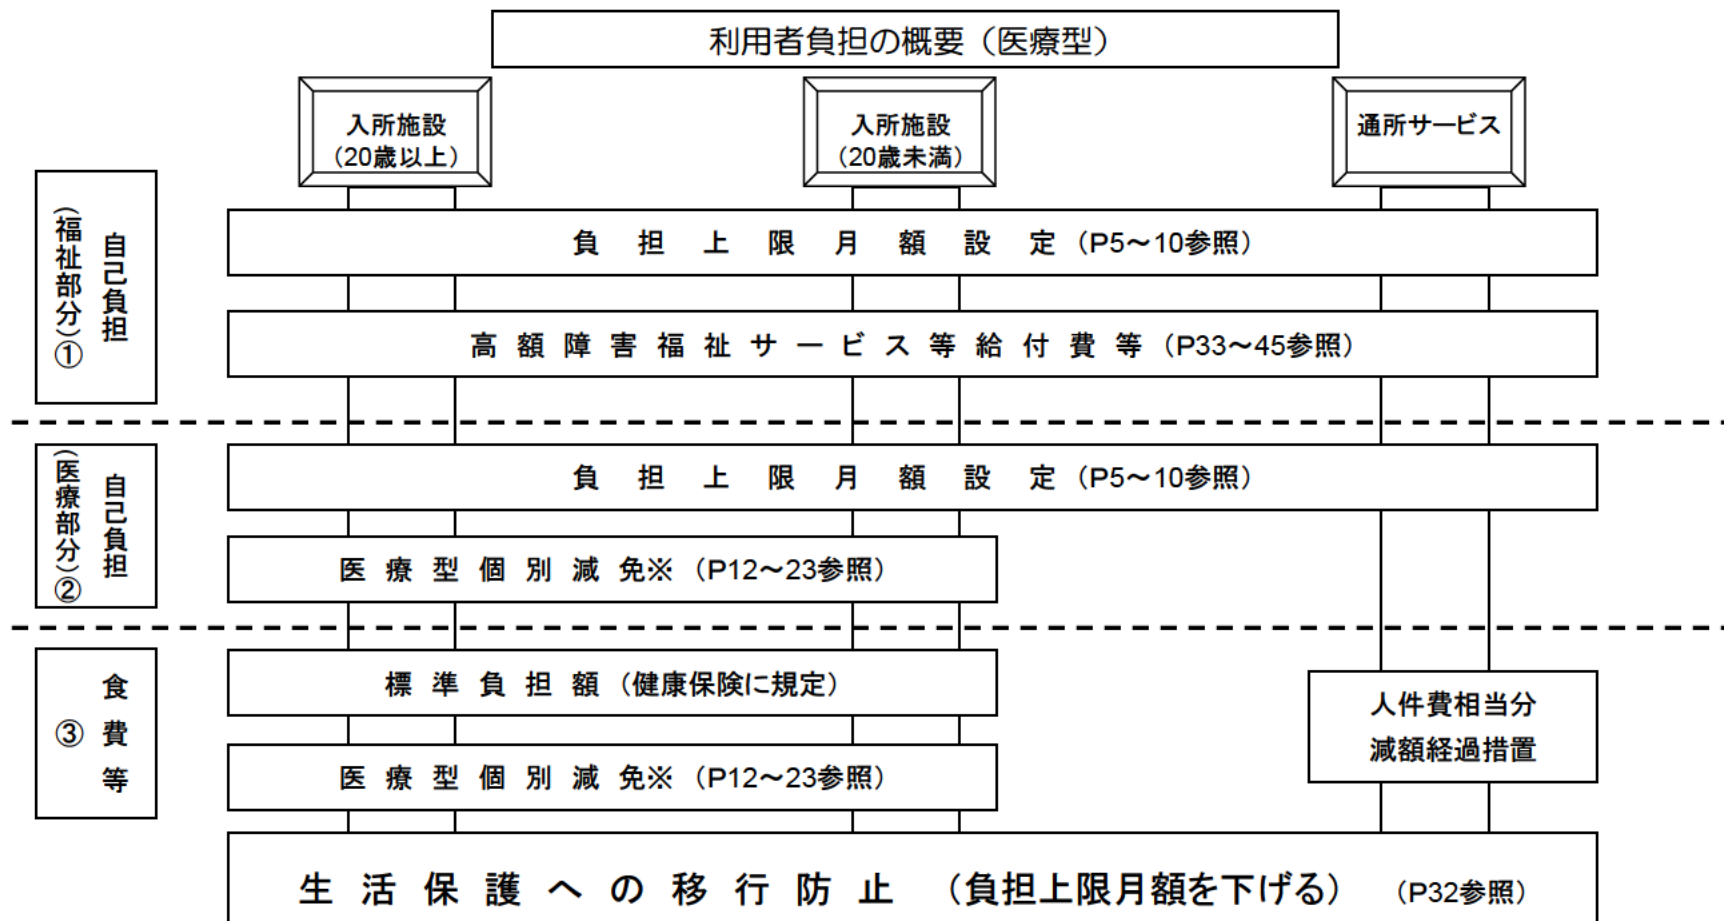 利用者負担の概要（医療型）
入所施設
（20歳以上）
入所施設
（20歳未満）
通所サービス
自己負担
（福祉部分）①
負担上限月額設定（P5～10参照）
高額障害福祉サービス等給付費等（P33～45参照）
自己負担
（医療部分）②
負担上限月額設定（P5～10参照）
医療型個別減免※（P12～23参照）
食費等
③
標準負担額（健康保険に規定）
人件費相当分
減額経過措置
医療型個別減免※（P12～23参照）
生活保護への移行防止（負担上限月額を下げる）（P32参照）